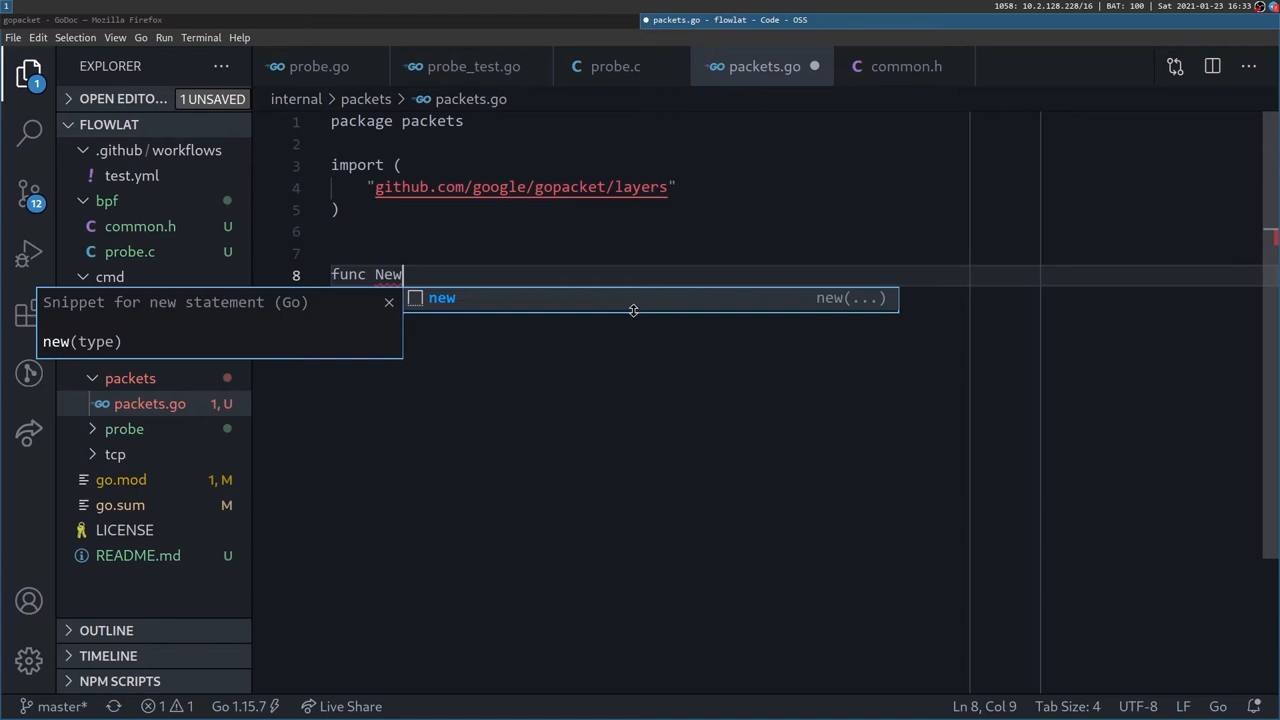 1
1058: 10.2.128.228/16 | BAT: 100 | Sat 2021-01-23 16:33
gopacket - GoDoc — Mozilla Firefox
packets.go - flowlat - Code - OSS
File Edit Selection View Go Run Terminal Help
EXPLORER ...
probe.go
probe_test.go
C probe.c
packets.go
C common.h
...
1
OPEN EDITO... 1 UNSAVED
internal > packets > packets.go
FLOWLAT
.github / workflows
! test.yml
bpf
C common.h U
C probe.c U
cmd
12
1 package packets
2
3 import (
4 "github.com/google/gopacket/layers"
5 )
6
7
8 func New
new new(...)
Snippet for new statement (Go)
new(type)
packets
packets.go 1, U
probe
tcp
go.mod 1, M
go.sum M
LICENSE
README.md U
OUTLINE
TIMELINE
NPM SCRIPTS
master* 1 1 Go 1.15.7 Live Share Ln 8, Col 9 Tab Size: 4 UTF-8 LF Go